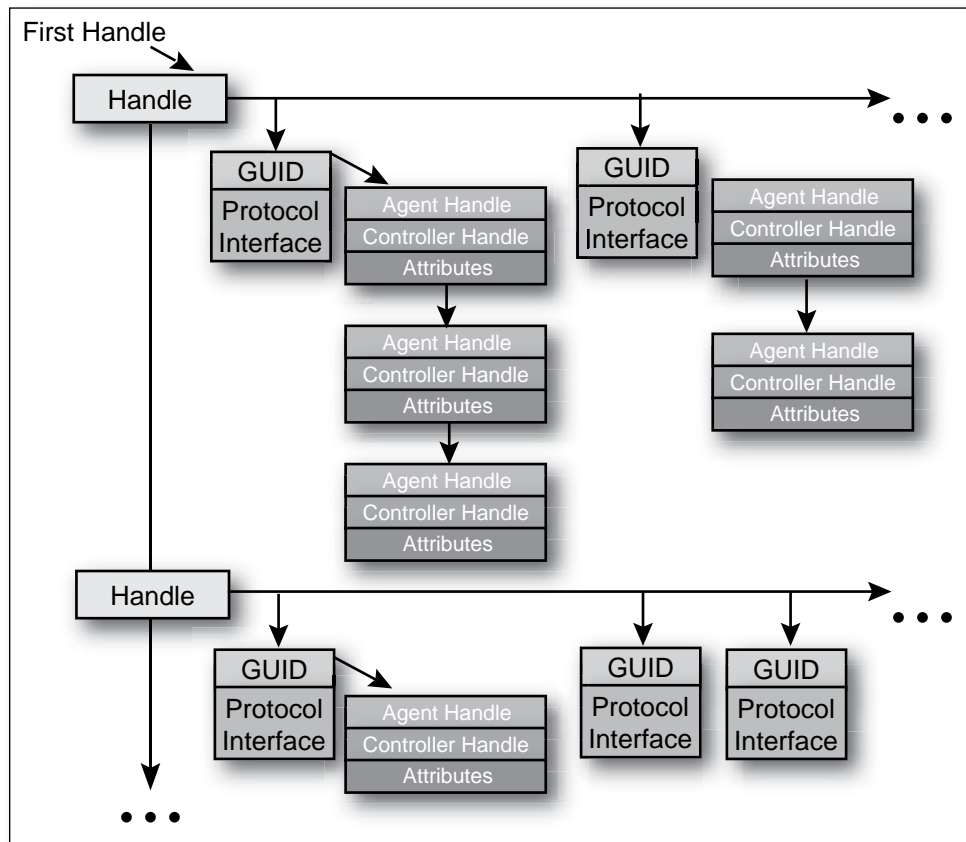 First Handle
Handle
GUID
Protocol
Interface
Agent Handle
Controller Handle
Attributes
Agent Handle
Controller Handle
Attributes
Agent Handle
Controller Handle
Attributes
GUID
Protocol
Interface
Agent Handle
Controller Handle
Attributes
Agent Handle
Controller Handle
Attributes
Handle
GUID
Protocol
Interface
Agent Handle
Controller Handle
Attributes
GUID
Protocol
Interface
GUID
Protocol
Interface